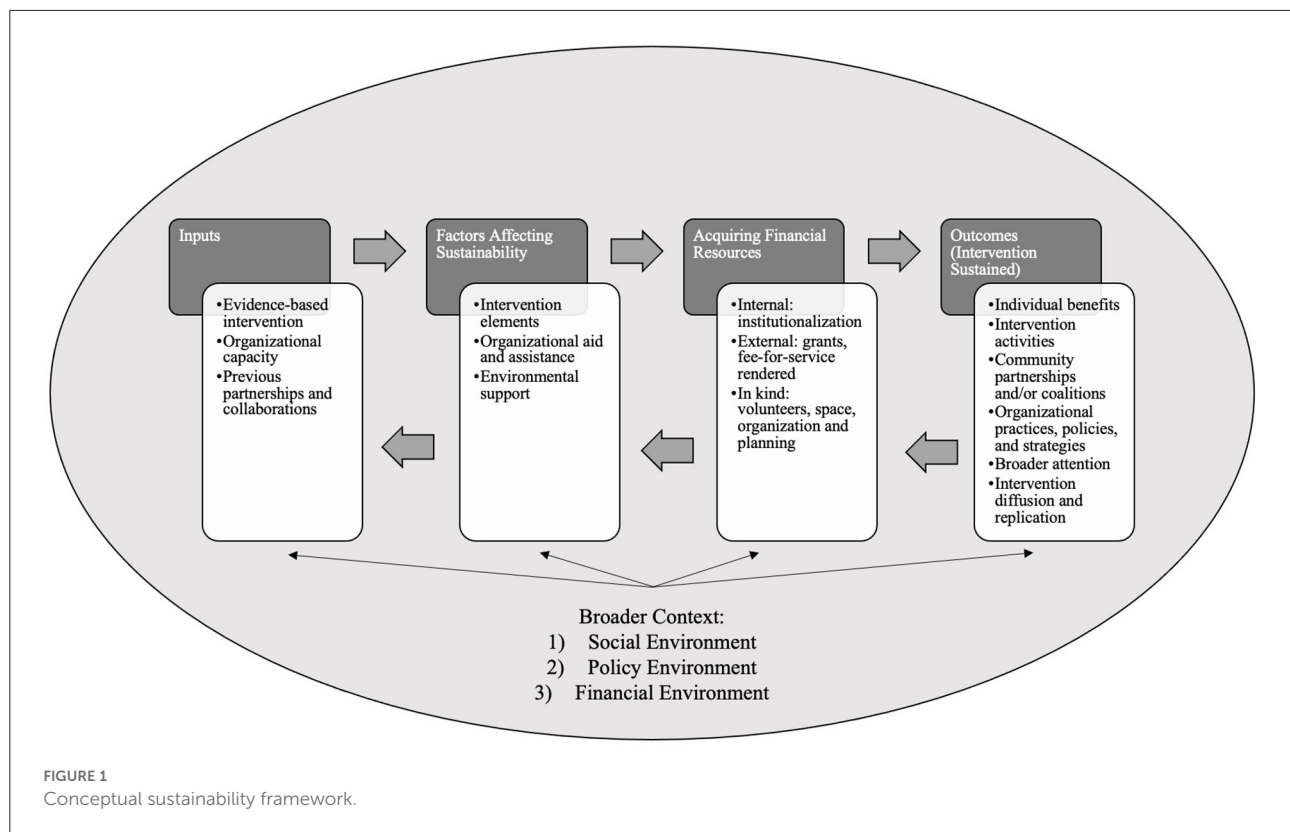 Inputs
•Evidence-based
intervention
•Organizational
capacity
•Previous
partnerships and
collaborations
Factors Affecting
Sustainability
•Intervention
elements
•Organizational aid
and assistance
•Environmental
support
Acquiring Financial
Resources
•Internal:
institutionalization
•External: grants,
fee-for-service
rendered
•In kind:
volunteers, space,
organization and
planning
Outcomes
(Intervention
Sustained)
•Individual benefits
•Intervention
activities
•Community
partnerships
and/or coalitions
•Organizational
practices, policies,
and strategies
•Broader attention
•Intervention
diffusion and
replication
Broader Context:
1) Social Environment
2) Policy Environment
3) Financial Environment
FIGURE 1
Conceptual sustainability framework.